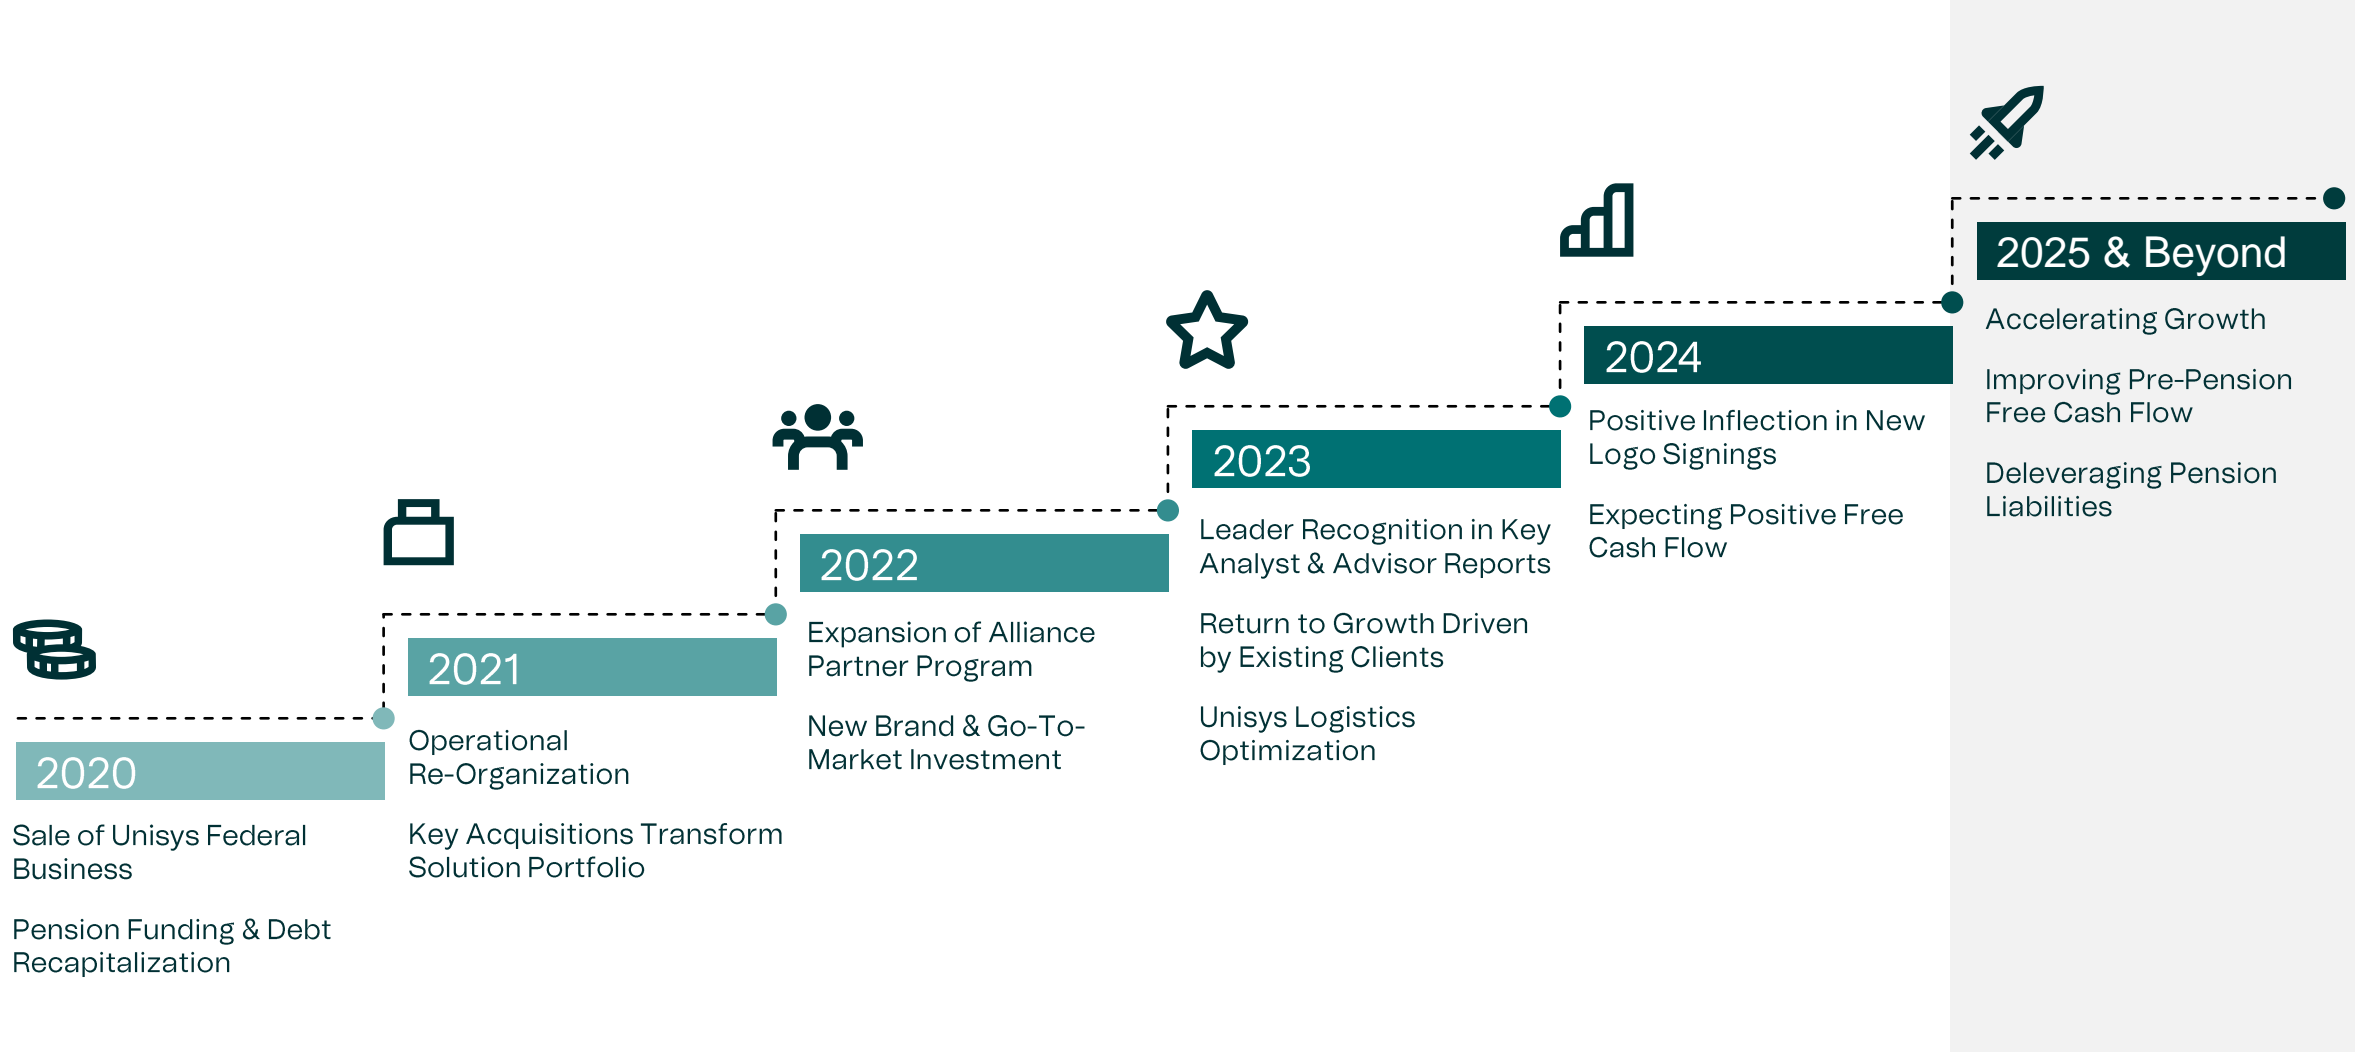 2020
Sale of Unisys Federal
Business
Pension Funding & Debt
Recapitalization
2021
Operational
Re-Organization
Key Acquisitions Transform
Solution Portfolio
2022
Expansion of Alliance
Partner Program
New Brand & Go-To-
Market Investment
2023
Leader Recognition in Key
Analyst & Advisor Reports
Return to Growth Driven
by Existing Clients
Unisys Logistics
Optimization
2024
Positive Inflection in New
Logo Signings
Expecting Positive Free
Cash Flow
2025 & Beyond
Accelerating Growth
Improving Pre-Pension
Free Cash Flow
Deleveraging Pension
Liabilities